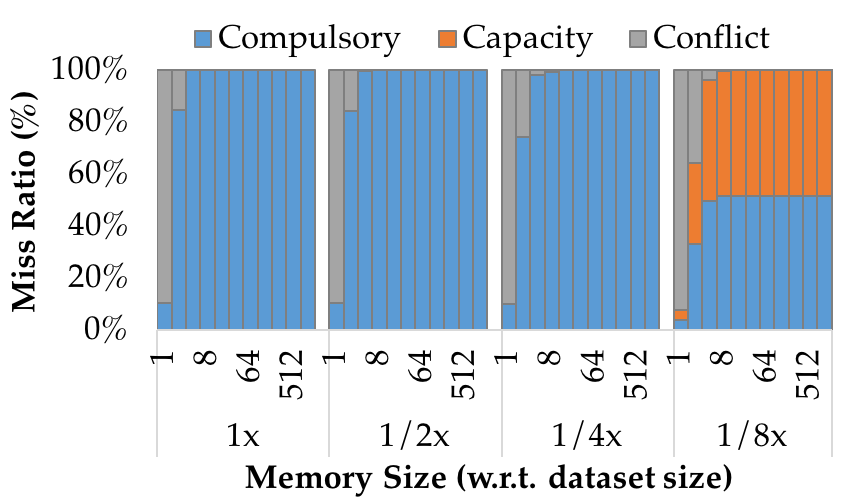 Compulsory Capacity Conflict
Miss Ratio (%)
100%
80%
60%
40%
20%
0%
1 8 64 512 1 8 64 512 1 8 64 512 1 8 64 512
1x 1/2x 1/4x 1/8x
Memory Size (w.r.t. dataset size)